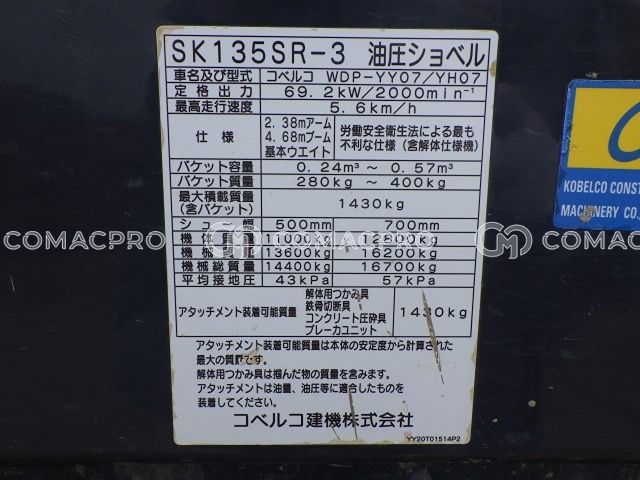 SK135SR-3 油圧ショベル
車名及び型式 コベルコ WDP-YY07/YH07
定格出力 69.2kW/2000min⁻¹
最高走行速度 5.6km/h
仕様 2.38mアーム 4.68mブーム 基本ウエイト 労働安全衛生法による最も不利な仕様(含解体仕様機)
バケット容量 0.24m³ ～ 0.57m³
バケット質量 280kg ～ 400kg
最大積載質量(含バケット) 1430kg
シュー幅 500mm 700mm
COMACPRO COMACPRO COMACPRO
機体
機械 13600kg 16200kg
機械総質量 14400kg 16700kg
平均接地圧 43kPa 57kPa
アタッチメント装着可能質量 解体用つかみ具 鉄骨切断具 コンクリート圧砕具 ブレーカユニット 1430kg
アタッチメント装着可能質量は本体の安定度から計算された
最大の質量です。
解体用つかみ具は掴んだ物の質量を含みます。
アタッチメントは油量、油圧等に適合したものを
装着してください。
コベルコ建機株式会社
YY20T01514P2
KOBELCO CONST
MACHINERY CO.,